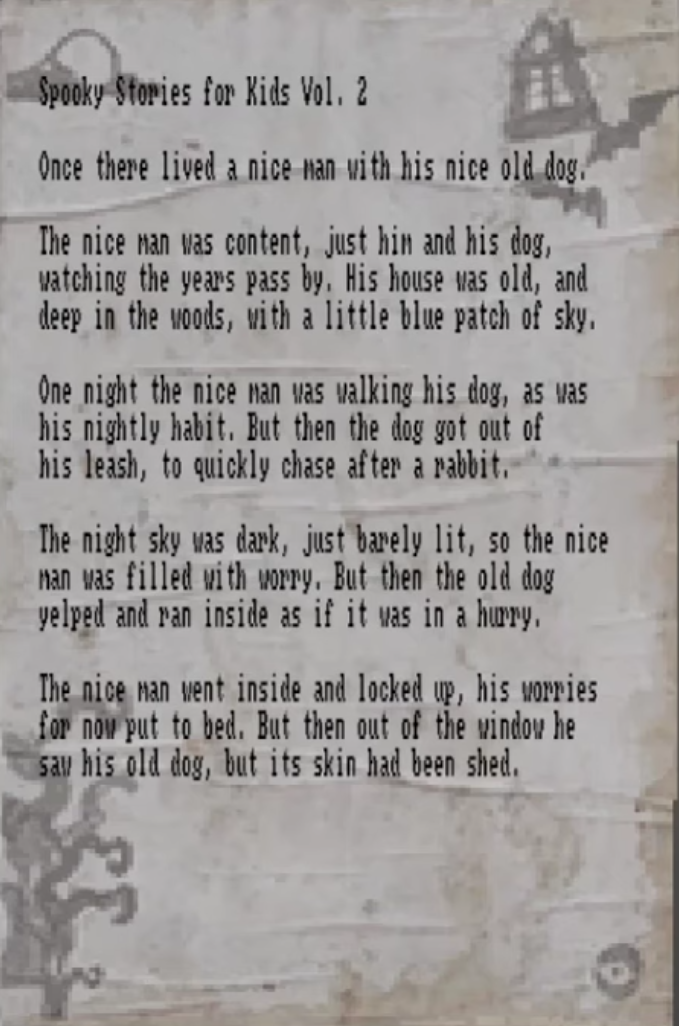 Spooky Stories for Kids Vol. 2
Once there lived a nice man with his nice old dog.
The nice man was content, just him and his dog,
watching the years pass by. His house was old, and
deep in the woods, with a little blue patch of sky.
One night the nice man was walking his dog, as was
his nightly habit. But then the dog got out of
his leash, to quickly chase after a rabbit.
The night sky was dark, just barely lit, so the nice
man was filled with worry. But then the old dog
yelped and ran inside as if it was in a hurry.
The nice man went inside and locked up, his worries
for now put to bed. But then out of the window he
saw his old dog, but its skin had been shed.